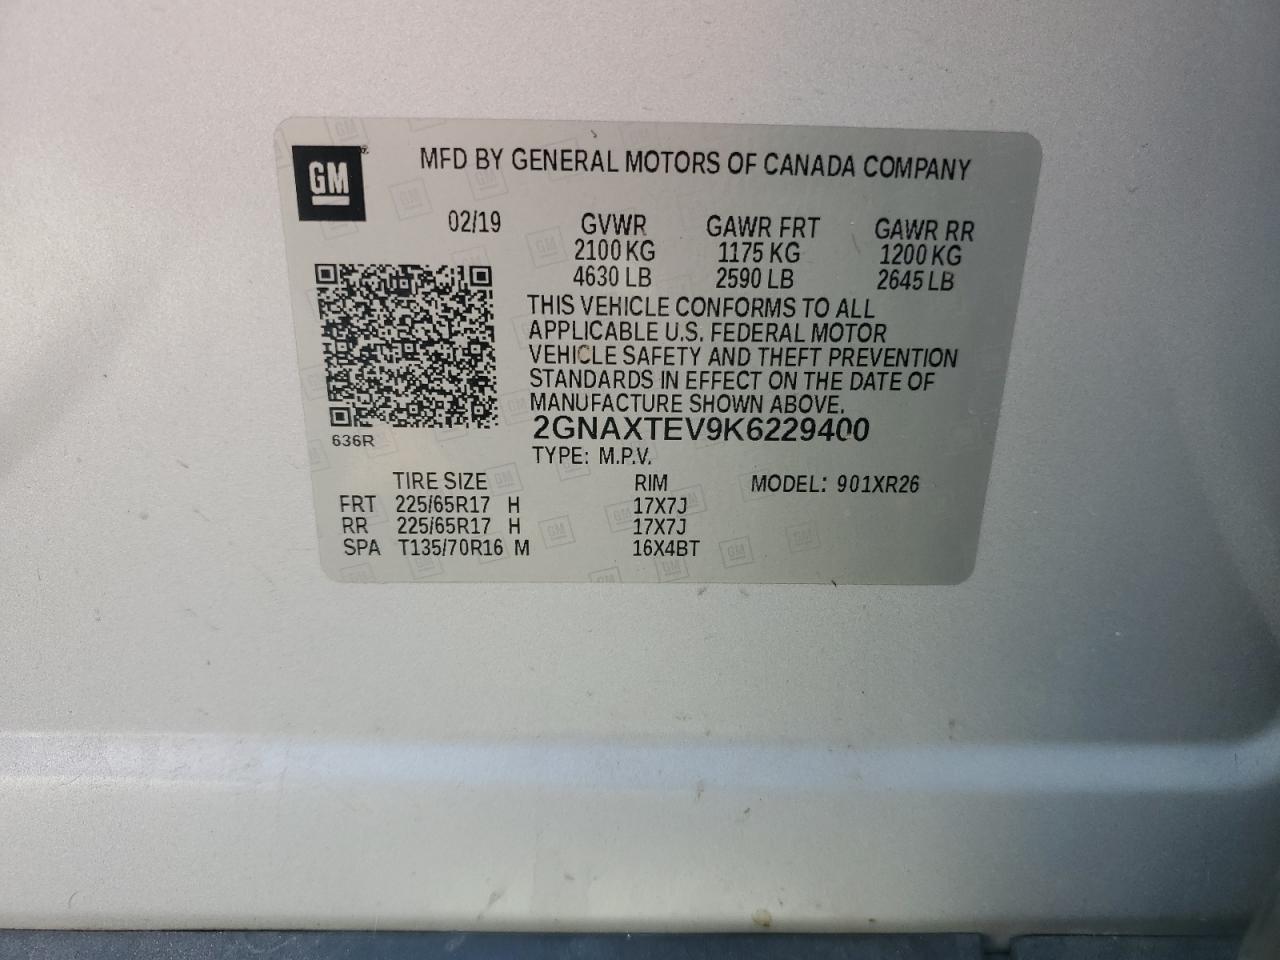 GM
MFD BY GENERAL MOTORS OF CANADA COMPANY
02/19 GVWR GAWR FRT GAWR RR
2100 KG 1175 KG 1200 KG
4630 LB 2590 LB 2645 LB
THIS VEHICLE CONFORMS TO ALL
APPLICABLE U.S. FEDERAL MOTOR
VEHICLE SAFETY AND THEFT PREVENTION
STANDARDS IN EFFECT ON THE DATE OF
MANUFACTURE SHOWN ABOVE.
636R
2GNAXTEV9K6229400
TYPE: M.P.V.
TIRE SIZE RIM MODEL: 901XR26
FRT 225/65R17 H 17X7J
RR 225/65R17 H 17X7J
SPA T135/70R16 M 16X4BT